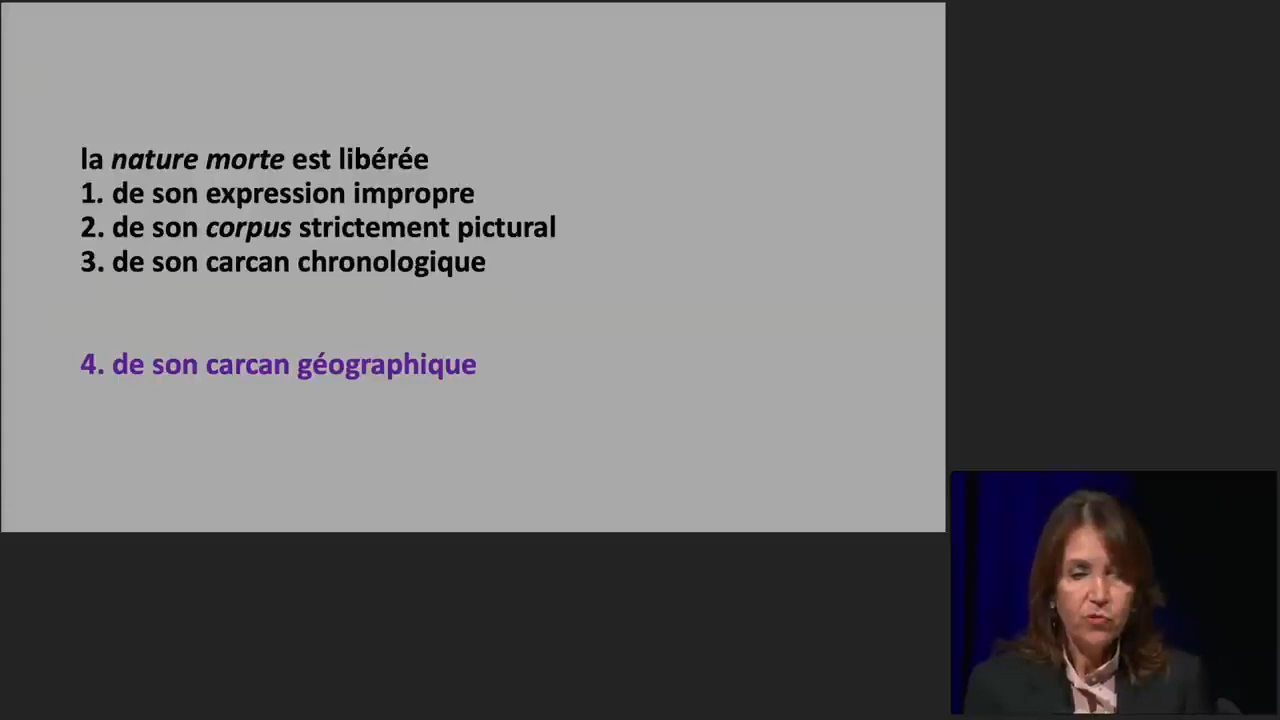 la nature morte est libérée
1. de son expression impropre
2. de son corpus strictement pictural
3. de son carcan chronologique
4. de son carcan géographique